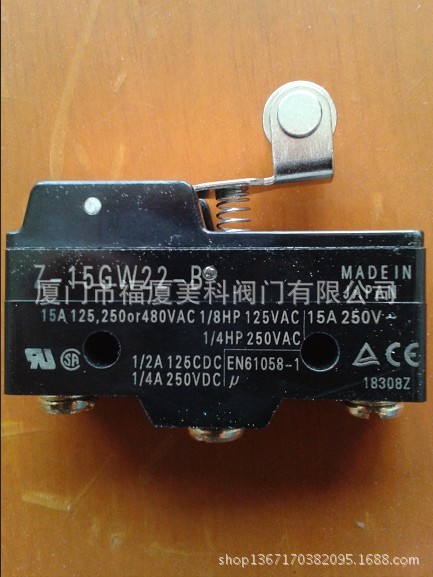 Z-15GW22-B
MADE IN
JAPAN
厦门市福厦美科阀门有限公司
15A 125,250or480VAC 1/8HP 125VAC
1/4HP 250VAC
15A 250V~
1/2A 125CDC
1/4A 250VDC
EN61058-1
μ
18308Z
shop1367170382095.1688.com